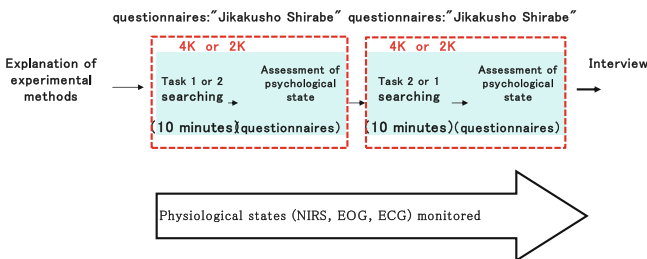 questionnaires:"Jikakusho Shirabe" questionnaires:"Jikakusho Shirabe"
4K or 2K
4K or 2K
Explanation of
experimental
methods
Task 1 or 2
searching
(10 minutes)
Assessment of
psychological
state
(questionnaires)
Task 2 or 1
searching
(10 minutes)
Assessment of
psychological
state
(questionnaires)
Interview
Physiological states (NIRS, EOG, ECG) monitored